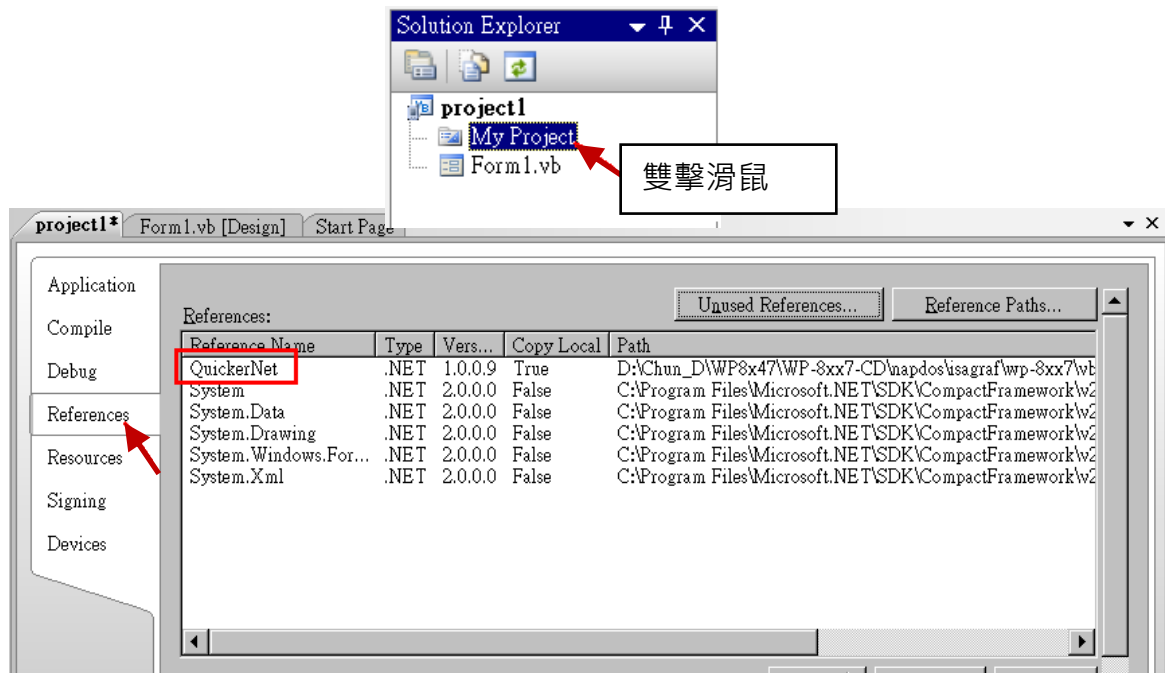 Solution Explorer
project1
My Project
Form1.vb
雙擊滑鼠
project1* Form1.vb [Design] Start Page
Application
Compile
Debug
References
Resources
Signing
Devices
Unused References... Reference Paths...
References:
Reference Name Type Vers... Copy Local Path
QuickerNet .NET 1.0.0.9 True D:\Chun_D\WP8x47\WP-8xx7-CD\napdos\isagraf\wp-8xx7\vb
System .NET 2.0.0.0 False C:\Program Files\Microsoft.NET\SDK\CompactFramework\v2
System.Data .NET 2.0.0.0 False C:\Program Files\Microsoft.NET\SDK\CompactFramework\v2
System.Drawing .NET 2.0.0.0 False C:\Program Files\Microsoft.NET\SDK\CompactFramework\v2
System.Windows.For... .NET 2.0.0.0 False C:\Program Files\Microsoft.NET\SDK\CompactFramework\v2
System.Xml .NET 2.0.0.0 False C:\Program Files\Microsoft.NET\SDK\CompactFramework\v2